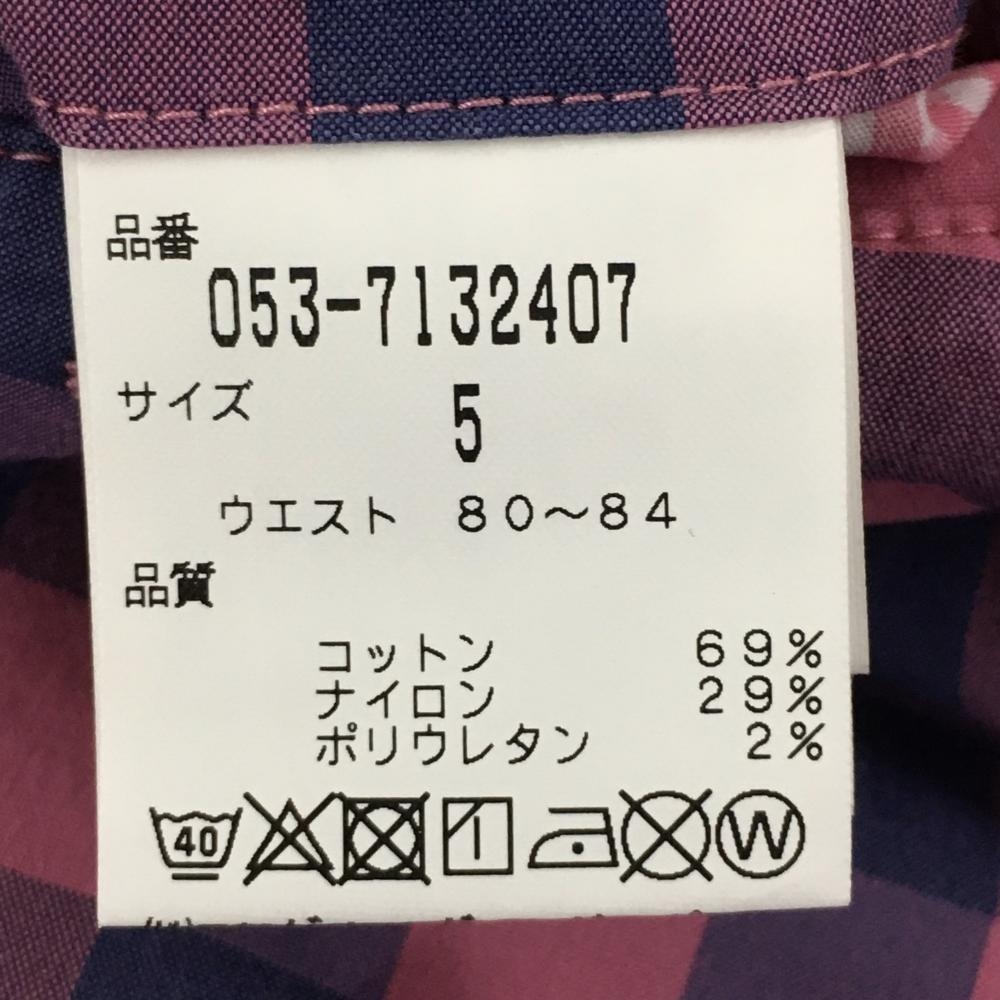 品番
053-7132407
サイズ 5
ウエスト 80～84
品質
コットン 69%
ナイロン 29%
ポリウレタン 2%
40 W